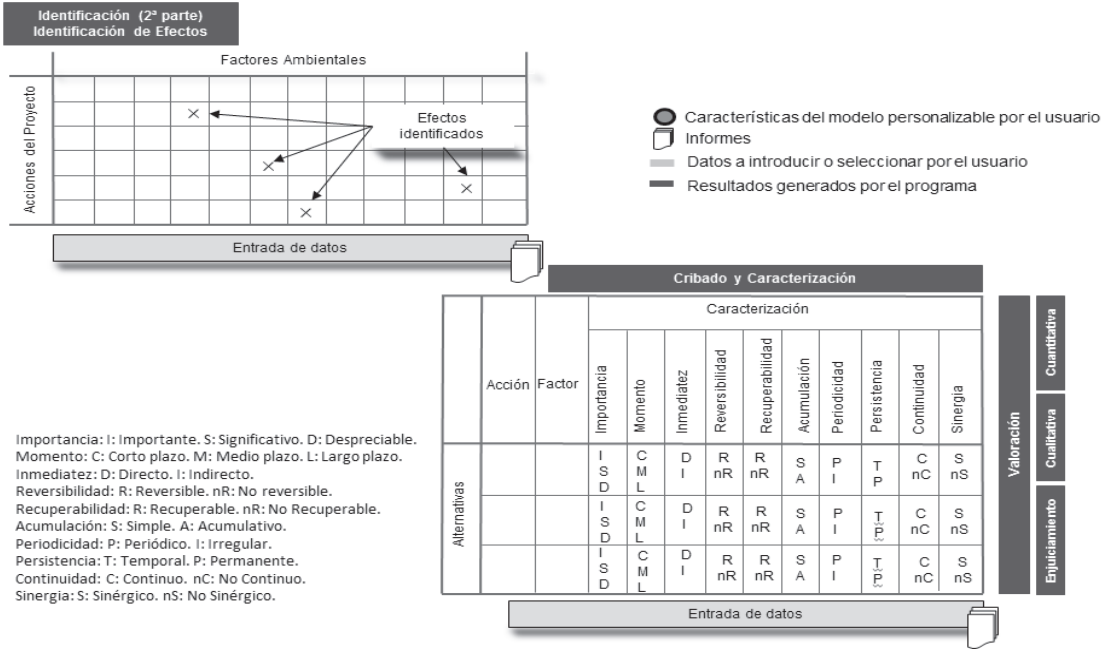 Identificación (2ª parte)
Identificación de Efectos
Factores Ambientales
Acciones del Proyecto
Efectos
identificados
Entrada de datos
Características del modelo personalizable por el usuario
Informes
Datos a introducir o seleccionar por el usuario
Resultados generados por el programa
Cribado y Caracterización
Caracterización
Acción
Factor
Importancia
Momento
Inmediatez
Reversibilidad
Recuperabilidad
Acumulación
Periodicidad
Persistencia
Continuidad
Sinergia
Alternativas
I C D R R S P T C S
S M I nR nR A I P nC nS
D L
I C D R R S P T C S
S M I nR nR A I P nC nS
D L
I C D R R S P T C S
S M I nR nR A I P nC nS
D L
Valoración
Cuantitativa
Cualitativa
Enjuiciamiento
Entrada de datos
Importancia: I: Importante. S: Significativo. D: Despreciable.
Momento: C: Corto plazo. M: Medio plazo. L: Largo plazo.
Inmediatez: D: Directo. I: Indirecto.
Reversibilidad: R: Reversible. nR: No reversible.
Recuperabilidad: R: Recuperable. nR: No Recuperable.
Acumulación: S: Simple. A: Acumulativo.
Periodicidad: P: Periódico. I: Irregular.
Persistencia: T: Temporal. P: Permanente.
Continuidad: C: Continuo. nC: No Continuo.
Sinergia: S: Sinérgico. nS: No Sinérgico.